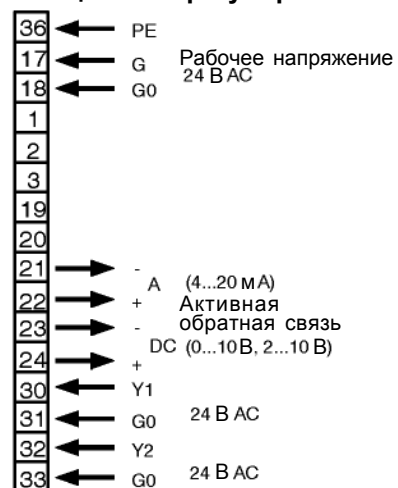 36 PE
17 G Рабочее напряжение
18 G0 24 В AC
1
2
3
19
20
21 -
A (4...20 мА)
22 + Активная
23 - обратная связь
DC (0...10В, 2...10 В)
24 +
30 Y1
31 G0 24 В AC
32 Y2
33 G0 24 В AC